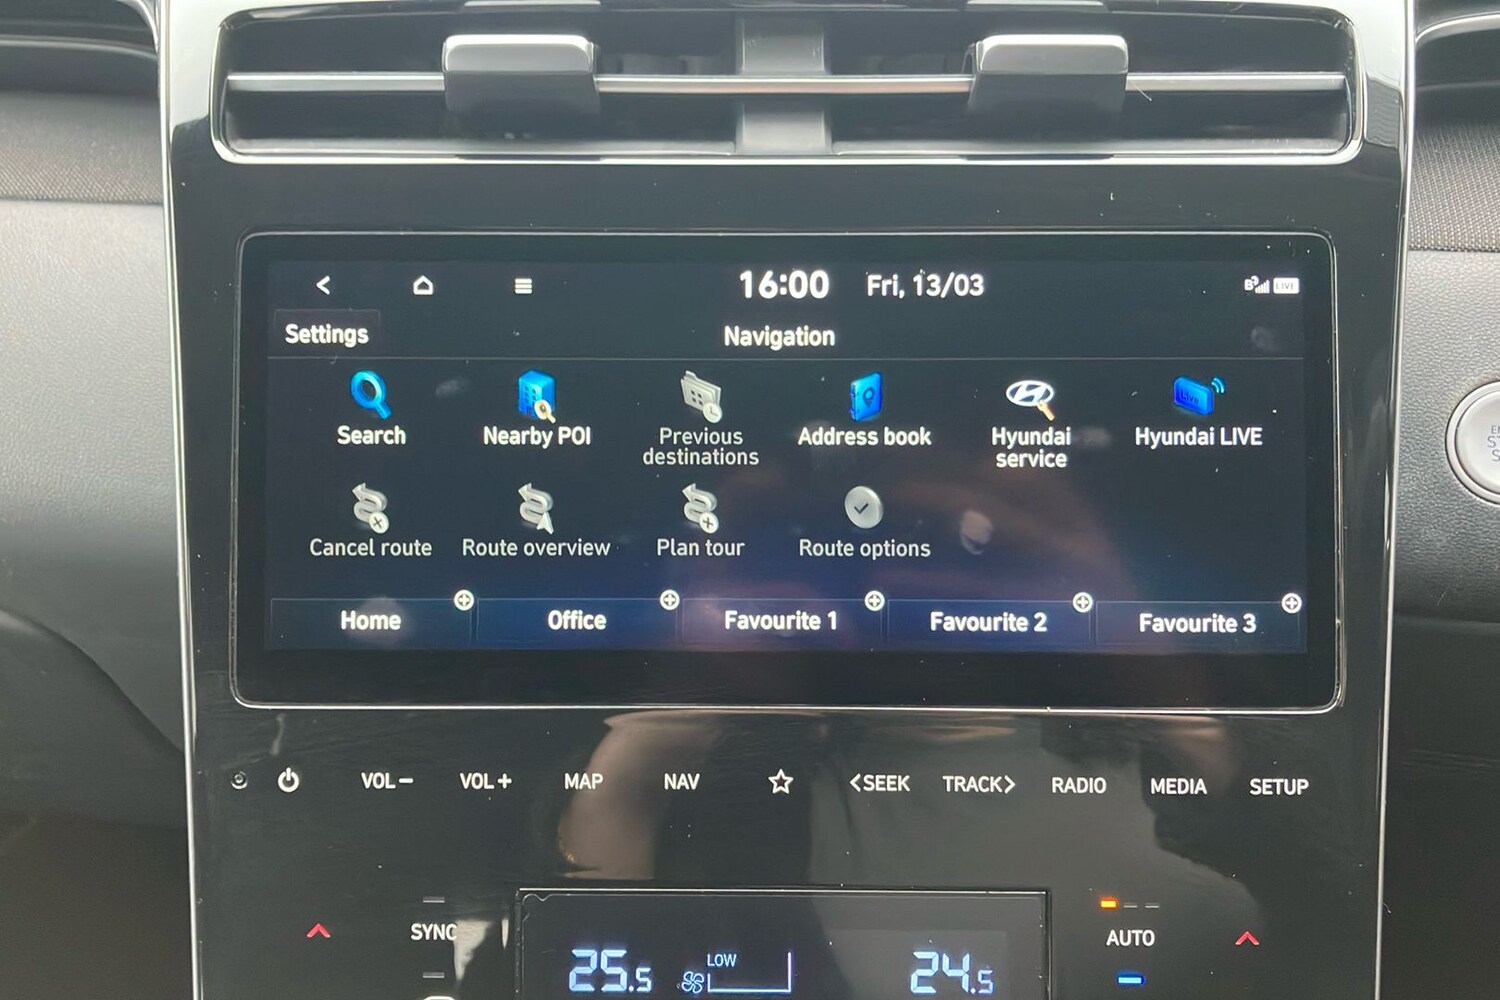 16:00 Fri, 13/03 LIVE
Settings Navigation
Search Nearby POI Previous destinations Address book Hyundai service Hyundai LIVE
Cancel route Route overview Plan tour Route options
Home Office Favourite 1 Favourite 2 Favourite 3
VOL− VOL+ MAP NAV <SEEK TRACK> RADIO MEDIA SETUP
SYNC AUTO
25.5 LOW 24.5